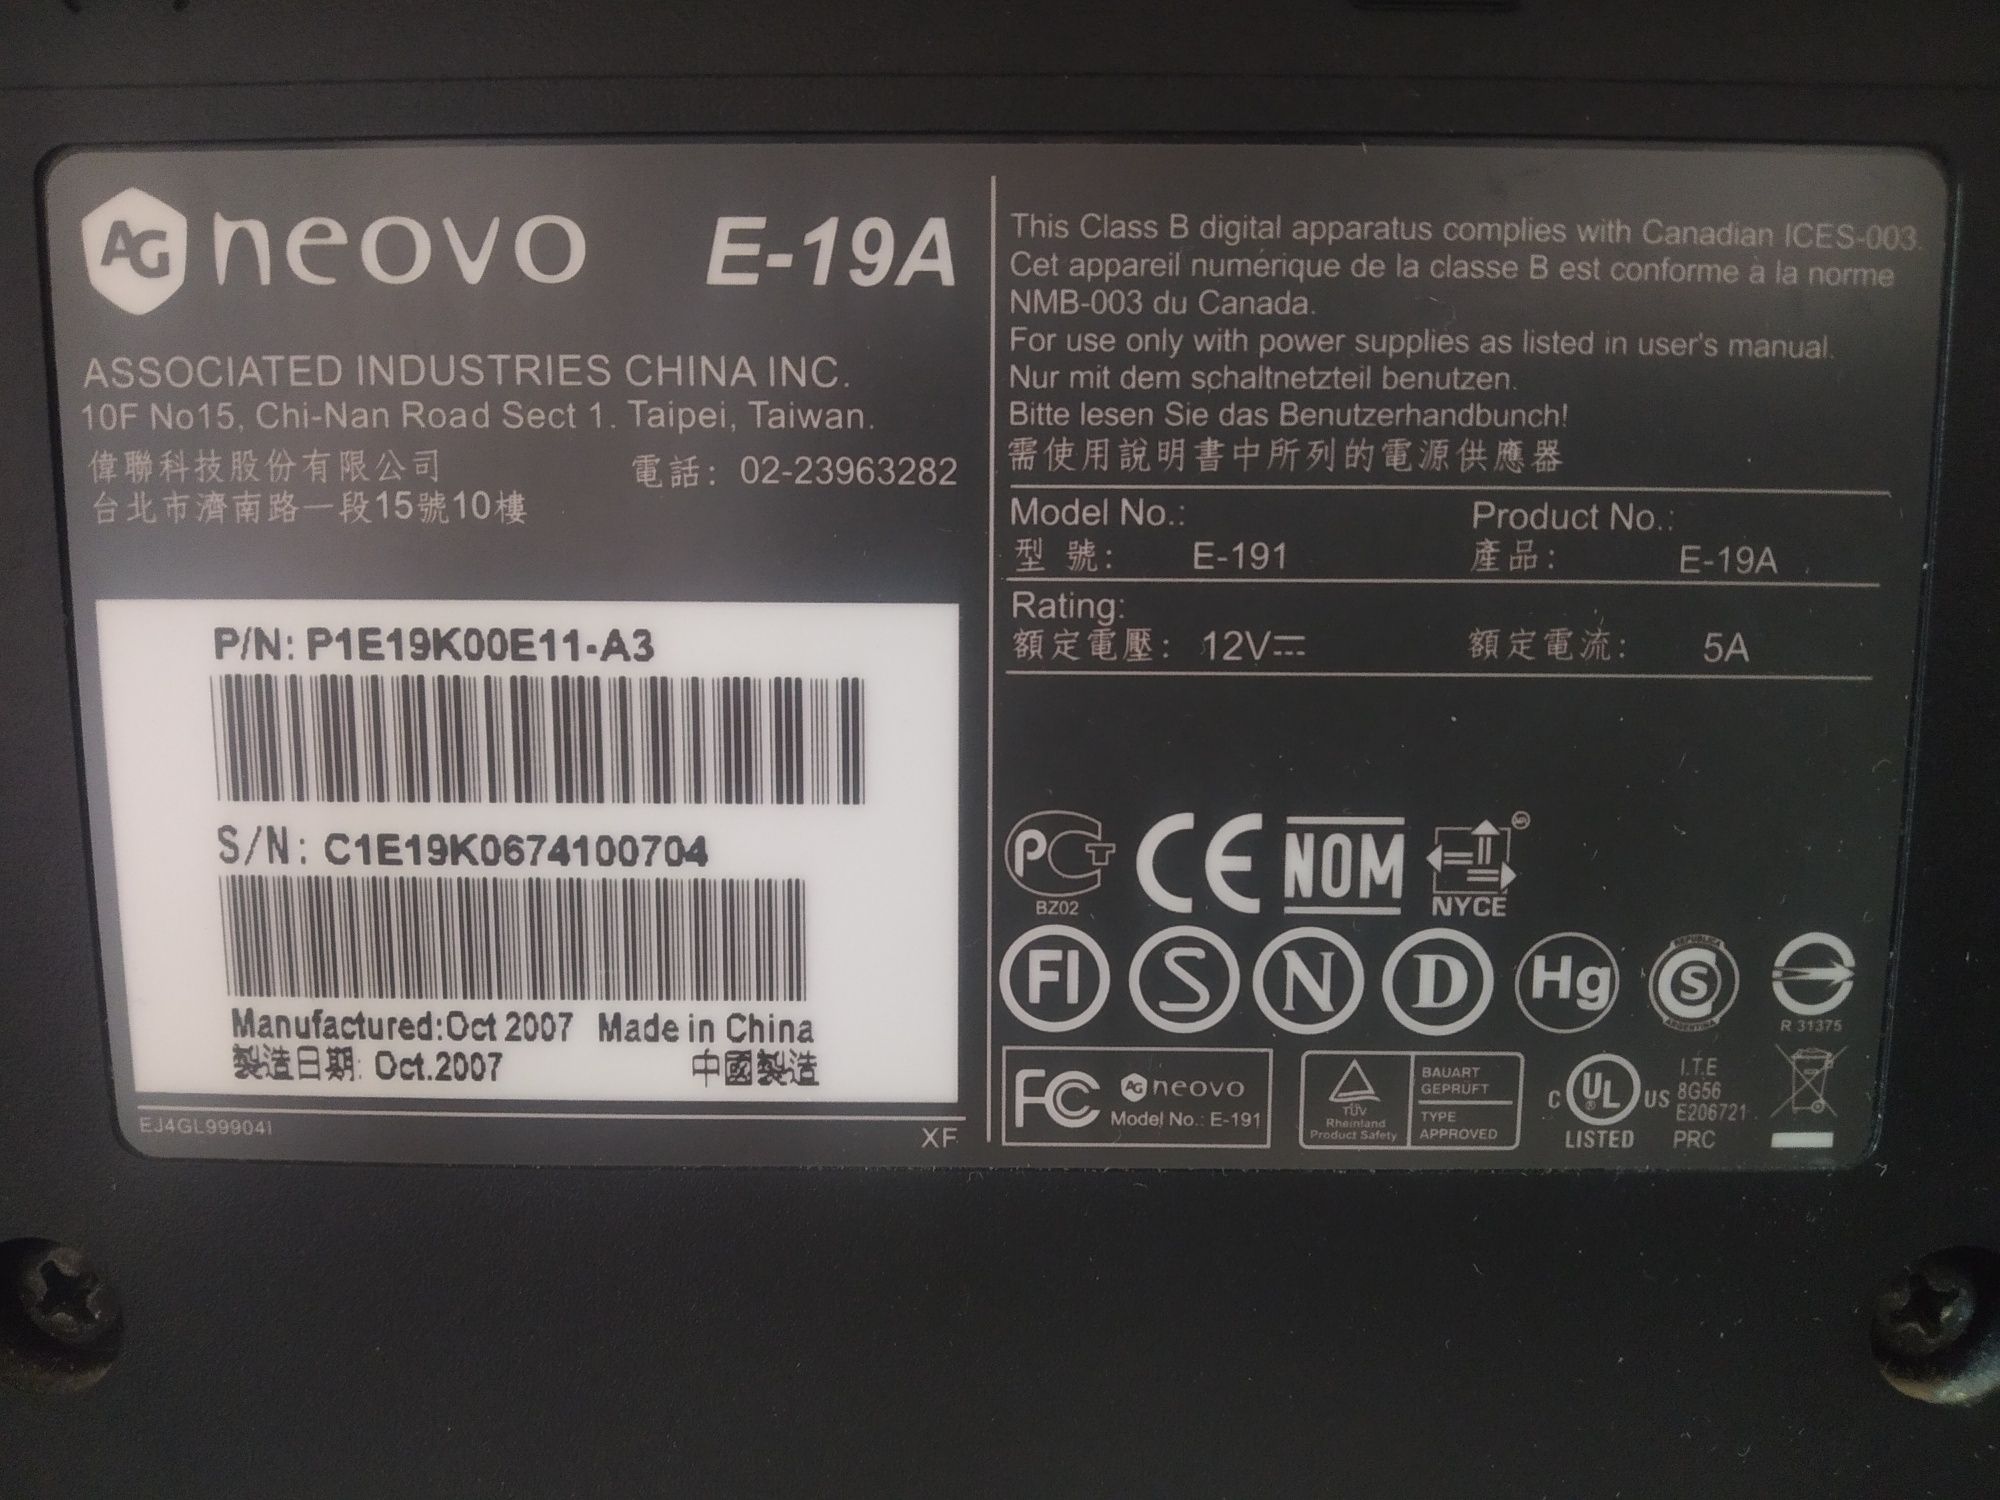 AG neovo E-19A
ASSOCIATED INDUSTRIES CHINA INC.
10F No15, Chi-Nan Road Sect 1. Taipei, Taiwan.
偉聯科技股份有限公司 電話: 02-23963282
台北市濟南路一段15號10樓
P/N: P1E19K00E11-A3
S/N: C1E19K0674100704
Manufactured:Oct 2007 Made in China
製造日期: Oct.2007 中國製造
EJ4GL999041
XF
This Class B digital apparatus complies with Canadian ICES-003.
Cet appareil numérique de la classe B est conforme à la norme
NMB-003 du Canada.
For use only with power supplies as listed in user's manual.
Nur mit dem schaltnetzteil benutzen.
Bitte lesen Sie das Benutzerhandbunch!
需使用說明書中所列的電源供應器
Model No.: Product No.:
型 號: E-191 產品: E-19A
Rating:
額定電壓: 12V⎓ 額定電流: 5A
PCT CE NOM
BZ02 NYCE
FI S N D Hg S
REPUBLICA
ARGENTINA
R 31375
FC AG neovo
Model No.: E-191
TÜV
Rheinland
Product Safety
BAUART
GEPRÜFT
TYPE
APPROVED
C UL US
®
LISTED
I.T.E
8G56
E206721
PRC